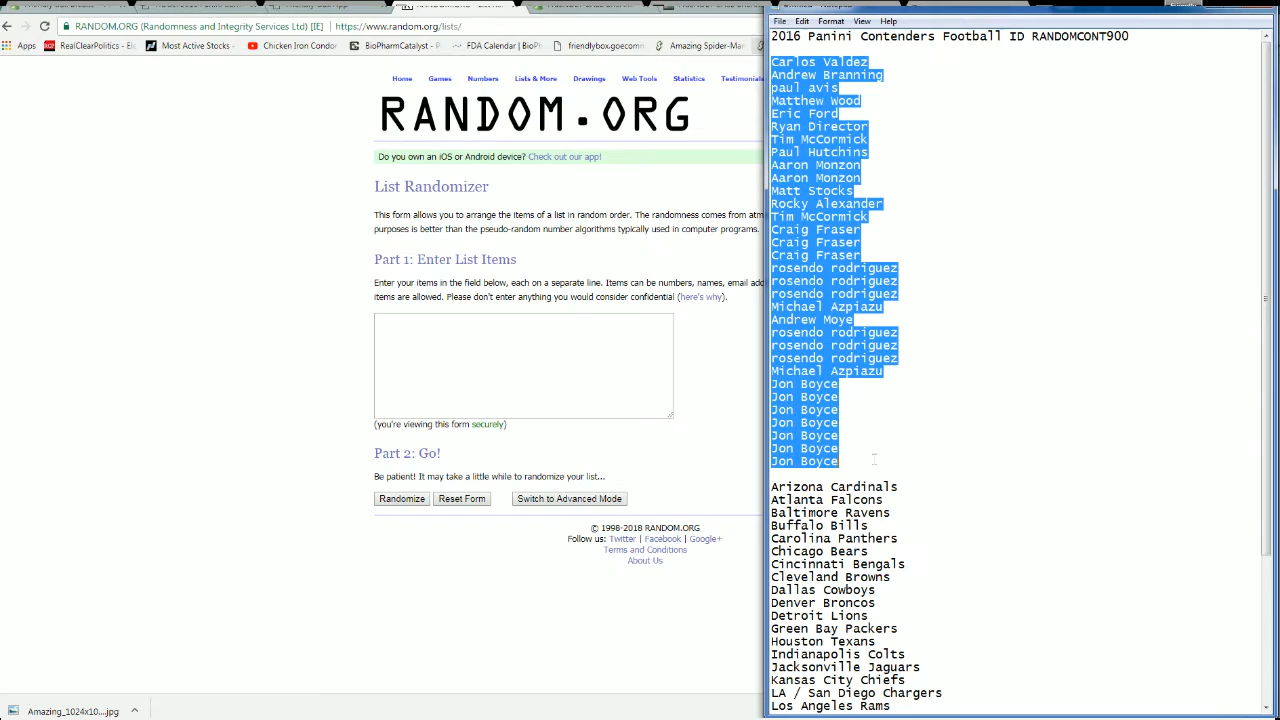 RANDOM.ORG (Randomness and Integrity Services Ltd) [IE]
https://www.random.org/lists/
Apps
RealClearPolitics - El...
Most Active Stocks -
Chicken Iron Condor
BioPharmCatalyst - P...
FDA Calendar | BioPh
friendlybox.goecomm
Amazing Spider-Man
Home Games Numbers Lists & More Drawings Web Tools Statistics Testimonials
RANDOM.ORG
Do you own an iOS or Android device? Check out our app!
List Randomizer
This form allows you to arrange the items of a list in random order. The randomness comes from atm
purposes is better than the pseudo-random number algorithms typically used in computer programs.
Part 1: Enter List Items
Enter your items in the field below, each on a separate line. Items can be numbers, names, email add
items are allowed. Please don't enter anything you would consider confidential (here's why).
(you're viewing this form securely)
Part 2: Go!
Be patient! It may take a little while to randomize your list...
Randomize Reset Form Switch to Advanced Mode
© 1998-2018 RANDOM.ORG
Follow us: Twitter | Facebook | Google+
Terms and Conditions
About Us
Amazing_1024x10....jpg
File Edit Format View Help
2016 Panini Contenders Football ID RANDOMCONT900
Carlos Valdez
Andrew Branning
paul avis
Matthew Wood
Eric Ford
Ryan Director
Tim McCormick
Paul Hutchins
Aaron Monzon
Aaron Monzon
Matt Stocks
Rocky Alexander
Tim McCormick
Craig Fraser
Craig Fraser
Craig Fraser
rosendo rodriguez
rosendo rodriguez
rosendo rodriguez
Michael Azpiazu
Andrew Moye
rosendo rodriguez
rosendo rodriguez
rosendo rodriguez
Michael Azpiazu
Jon Boyce
Jon Boyce
Jon Boyce
Jon Boyce
Jon Boyce
Jon Boyce
Jon Boyce
Arizona Cardinals
Atlanta Falcons
Baltimore Ravens
Buffalo Bills
Carolina Panthers
Chicago Bears
Cincinnati Bengals
Cleveland Browns
Dallas Cowboys
Denver Broncos
Detroit Lions
Green Bay Packers
Houston Texans
Indianapolis Colts
Jacksonville Jaguars
Kansas City Chiefs
LA / San Diego Chargers
Los Angeles Rams